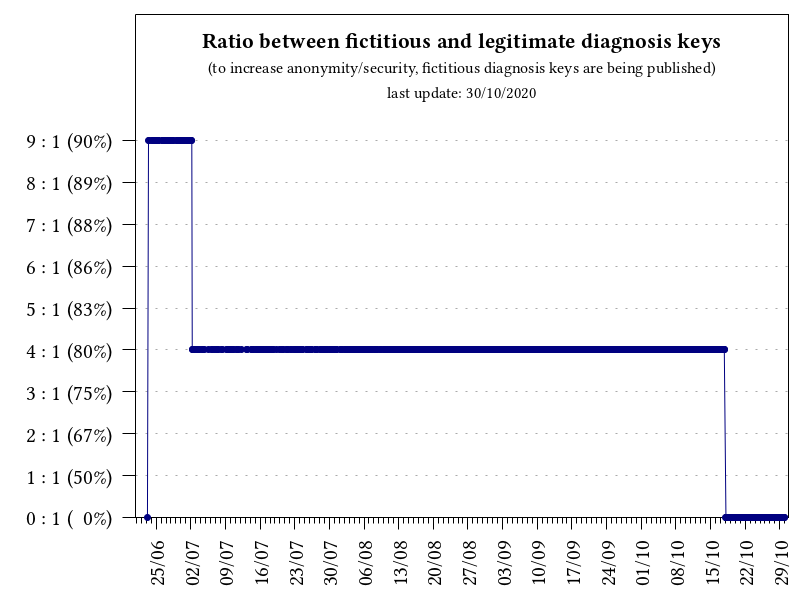 Ratio between fictitious and legitimate diagnosis keys
(to increase anonymity/security, fictitious diagnosis keys are being published)
last update: 30/10/2020
9 : 1 (90%)
8 : 1 (89%)
7 : 1 (88%)
6 : 1 (86%)
5 : 1 (83%)
4 : 1 (80%)
3 : 1 (75%)
2 : 1 (67%)
1 : 1 (50%)
0 : 1 (  0%)
25/06
02/07
09/07
16/07
23/07
30/07
06/08
13/08
20/08
27/08
03/09
10/09
17/09
24/09
01/10
08/10
15/10
22/10
29/10